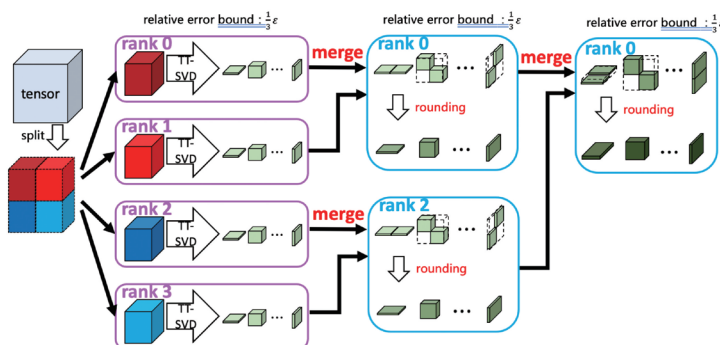 relative error bound : 1/3 ε
relative error bound : 1/3 ε
relative error bound : 1/3 ε
tensor
split
rank 0
TT-
SVD
...
merge
rank 0
...
rounding
...
merge
rank 0
...
rounding
...
rank 1
TT-
SVD
...
rank 2
TT-
SVD
...
merge
rank 2
...
rounding
...
rank 3
TT-
SVD
...